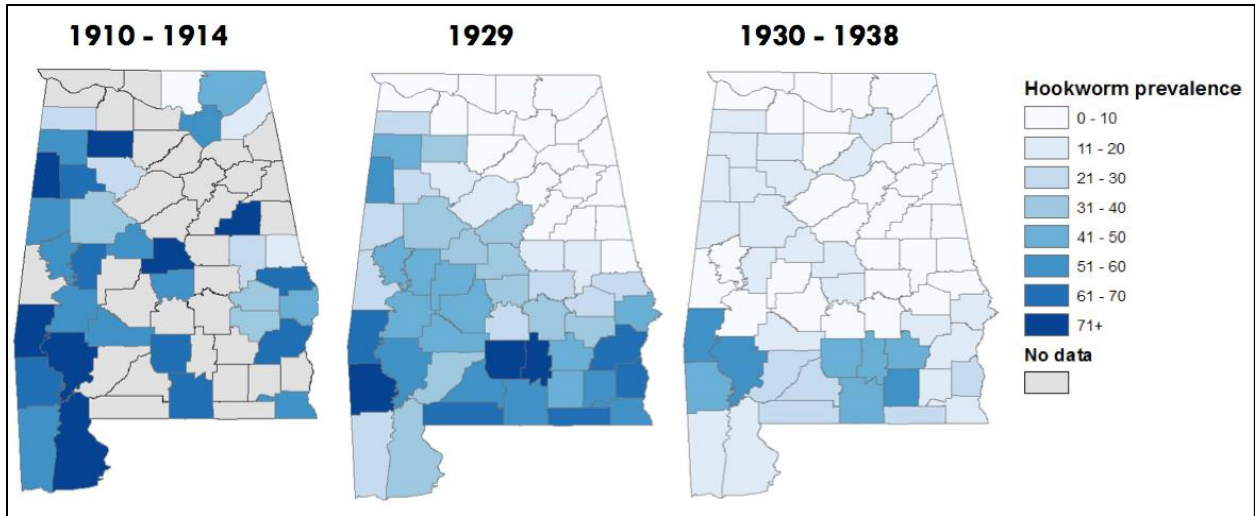 1910 - 1914
1929
1930 - 1938
Hookworm prevalence
0 - 10
11 - 20
21 - 30
31 - 40
41 - 50
51 - 60
61 - 70
71+
No data